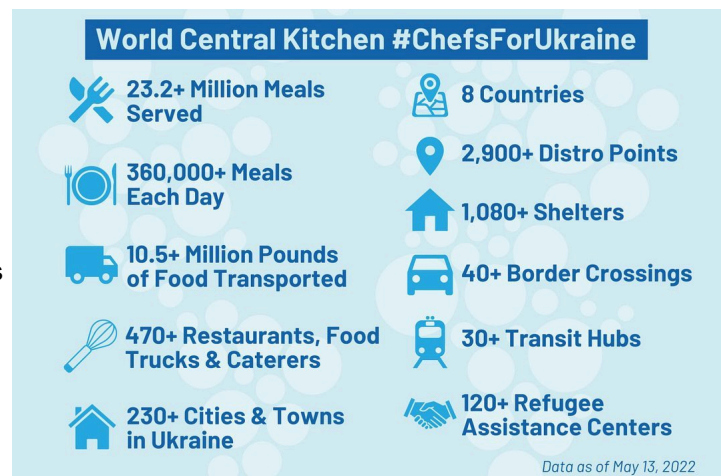 World Central Kitchen #ChefsForUkraine
23.2+ Million Meals
Served
360,000+ Meals
Each Day
10.5+ Million Pounds
of Food Transported
470+ Restaurants, Food
Trucks & Caterers
230+ Cities & Towns
in Ukraine
8 Countries
2,900+ Distro Points
1,080+ Shelters
40+ Border Crossings
30+ Transit Hubs
120+ Refugee
Assistance Centers
Data as of May 13, 2022
s